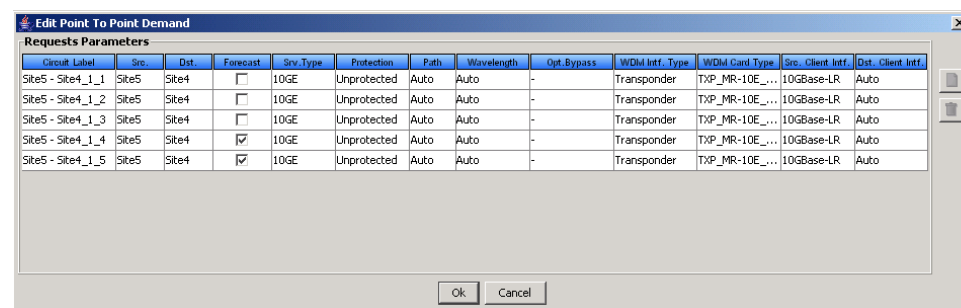 Edit Point To Point Demand
Requests Parameters
Circuit Label Src. Dst. Forecast Srv.Type Protection Path Wavelength Opt.Bypass WDM Intf. Type WDM Card Type Src. Client Intf. Dst. Client Intf.
Site5 - Site4_1_1 Site5 Site4 10GE Unprotected Auto Auto - Transponder TXP_MR-10E_... 10GBase-LR Auto
Site5 - Site4_1_2 Site5 Site4 10GE Unprotected Auto Auto - Transponder TXP_MR-10E_... 10GBase-LR Auto
Site5 - Site4_1_3 Site5 Site4 10GE Unprotected Auto Auto - Transponder TXP_MR-10E_... 10GBase-LR Auto
Site5 - Site4_1_4 Site5 Site4 10GE Unprotected Auto Auto - Transponder TXP_MR-10E_... 10GBase-LR Auto
Site5 - Site4_1_5 Site5 Site4 10GE Unprotected Auto Auto - Transponder TXP_MR-10E_... 10GBase-LR Auto
Ok Cancel